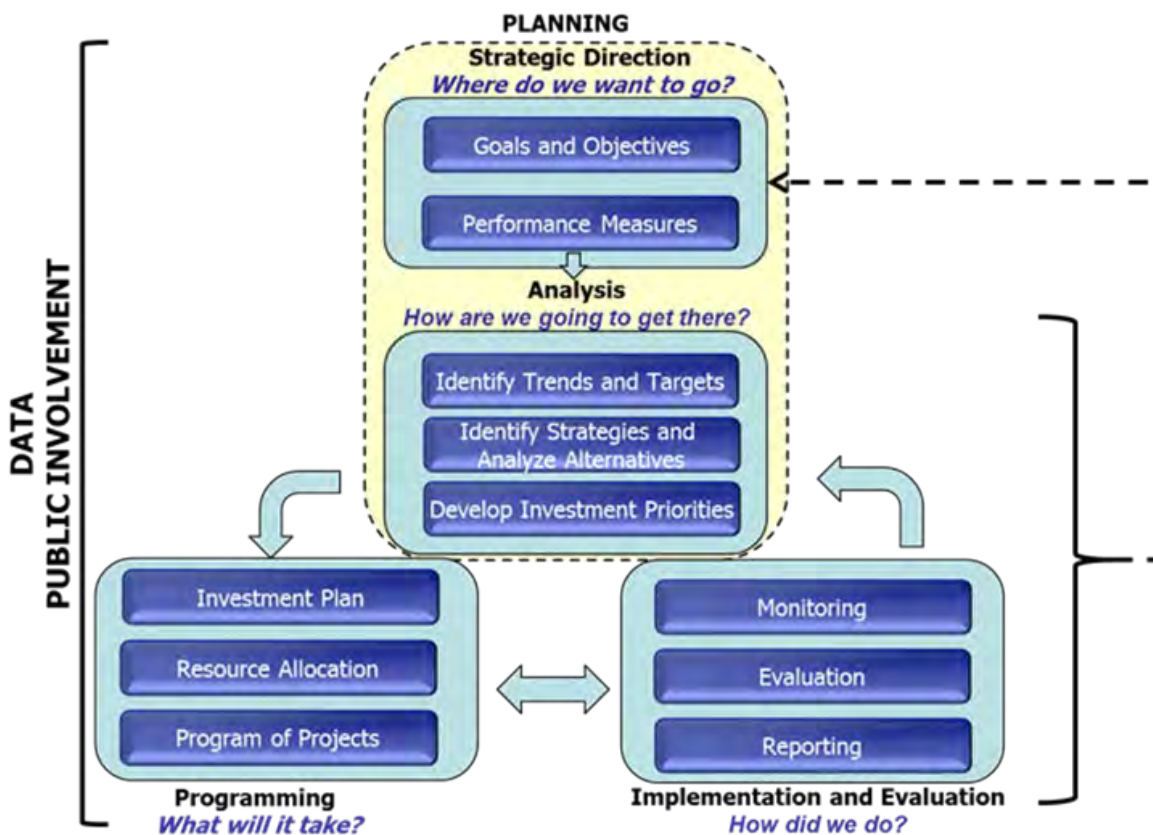 PLANNING
Strategic Direction
Where do we want to go?
Goals and Objectives
Performance Measures
Analysis
How are we going to get there?
Identify Trends and Targets
Identify Strategies and
Analyze Alternatives
Develop Investment Priorities
DATA
PUBLIC INVOLVEMENT
Investment Plan
Resource Allocation
Program of Projects
Programming
What will it take?
Monitoring
Evaluation
Reporting
Implementation and Evaluation
How did we do?